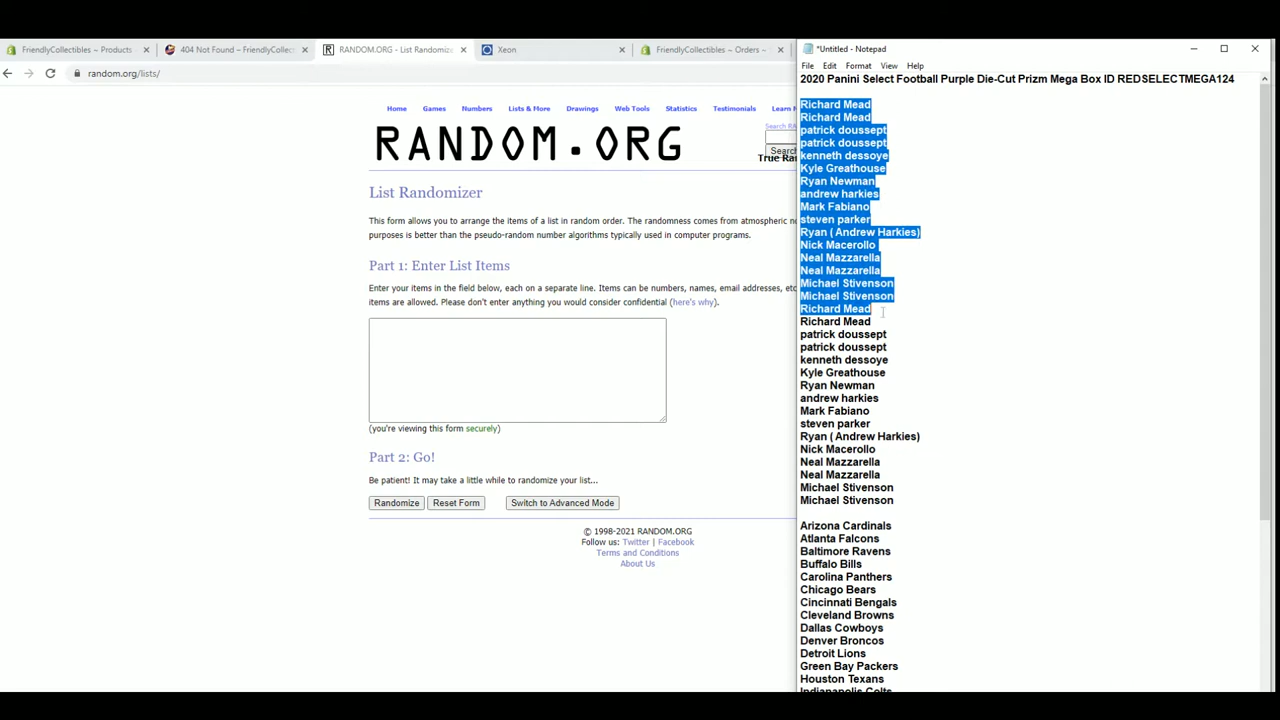 FriendlyCollectibles ~ Products
404 Not Found – FriendlyCollect
RANDOM.ORG - List Randomize
Xeon
FriendlyCollectibles ~ Orders ~
random.org/lists/
Home Games Numbers Lists & More Drawings Web Tools Statistics Testimonials Learn
Search RA
RANDOM.ORG
Search
True Ran
List Randomizer
This form allows you to arrange the items of a list in random order. The randomness comes from atmospheric
purposes is better than the pseudo-random number algorithms typically used in computer programs.
Part 1: Enter List Items
Enter your items in the field below, each on a separate line. Items can be numbers, names, email addresses, etc
items are allowed. Please don't enter anything you would consider confidential (here's why).
(you're viewing this form securely)
Part 2: Go!
Be patient! It may take a little while to randomize your list...
Randomize Reset Form Switch to Advanced Mode
© 1998-2021 RANDOM.ORG
Follow us: Twitter | Facebook
Terms and Conditions
About Us
*Untitled - Notepad
File Edit Format View Help
2020 Panini Select Football Purple Die-Cut Prizm Mega Box ID REDSELECTMEGA124
Richard Mead
Richard Mead
patrick doussept
patrick doussept
kenneth dessoye
Kyle Greathouse
Ryan Newman
andrew harkies
Mark Fabiano
steven parker
Ryan ( Andrew Harkies)
Nick Macerollo
Neal Mazzarella
Neal Mazzarella
Michael Stivenson
Michael Stivenson
Richard Mead
Richard Mead
patrick doussept
patrick doussept
kenneth dessoye
Kyle Greathouse
Ryan Newman
andrew harkies
Mark Fabiano
steven parker
Ryan ( Andrew Harkies)
Nick Macerollo
Neal Mazzarella
Neal Mazzarella
Michael Stivenson
Michael Stivenson
Arizona Cardinals
Atlanta Falcons
Baltimore Ravens
Buffalo Bills
Carolina Panthers
Chicago Bears
Cincinnati Bengals
Cleveland Browns
Dallas Cowboys
Denver Broncos
Detroit Lions
Green Bay Packers
Houston Texans
Indianapolis Colts